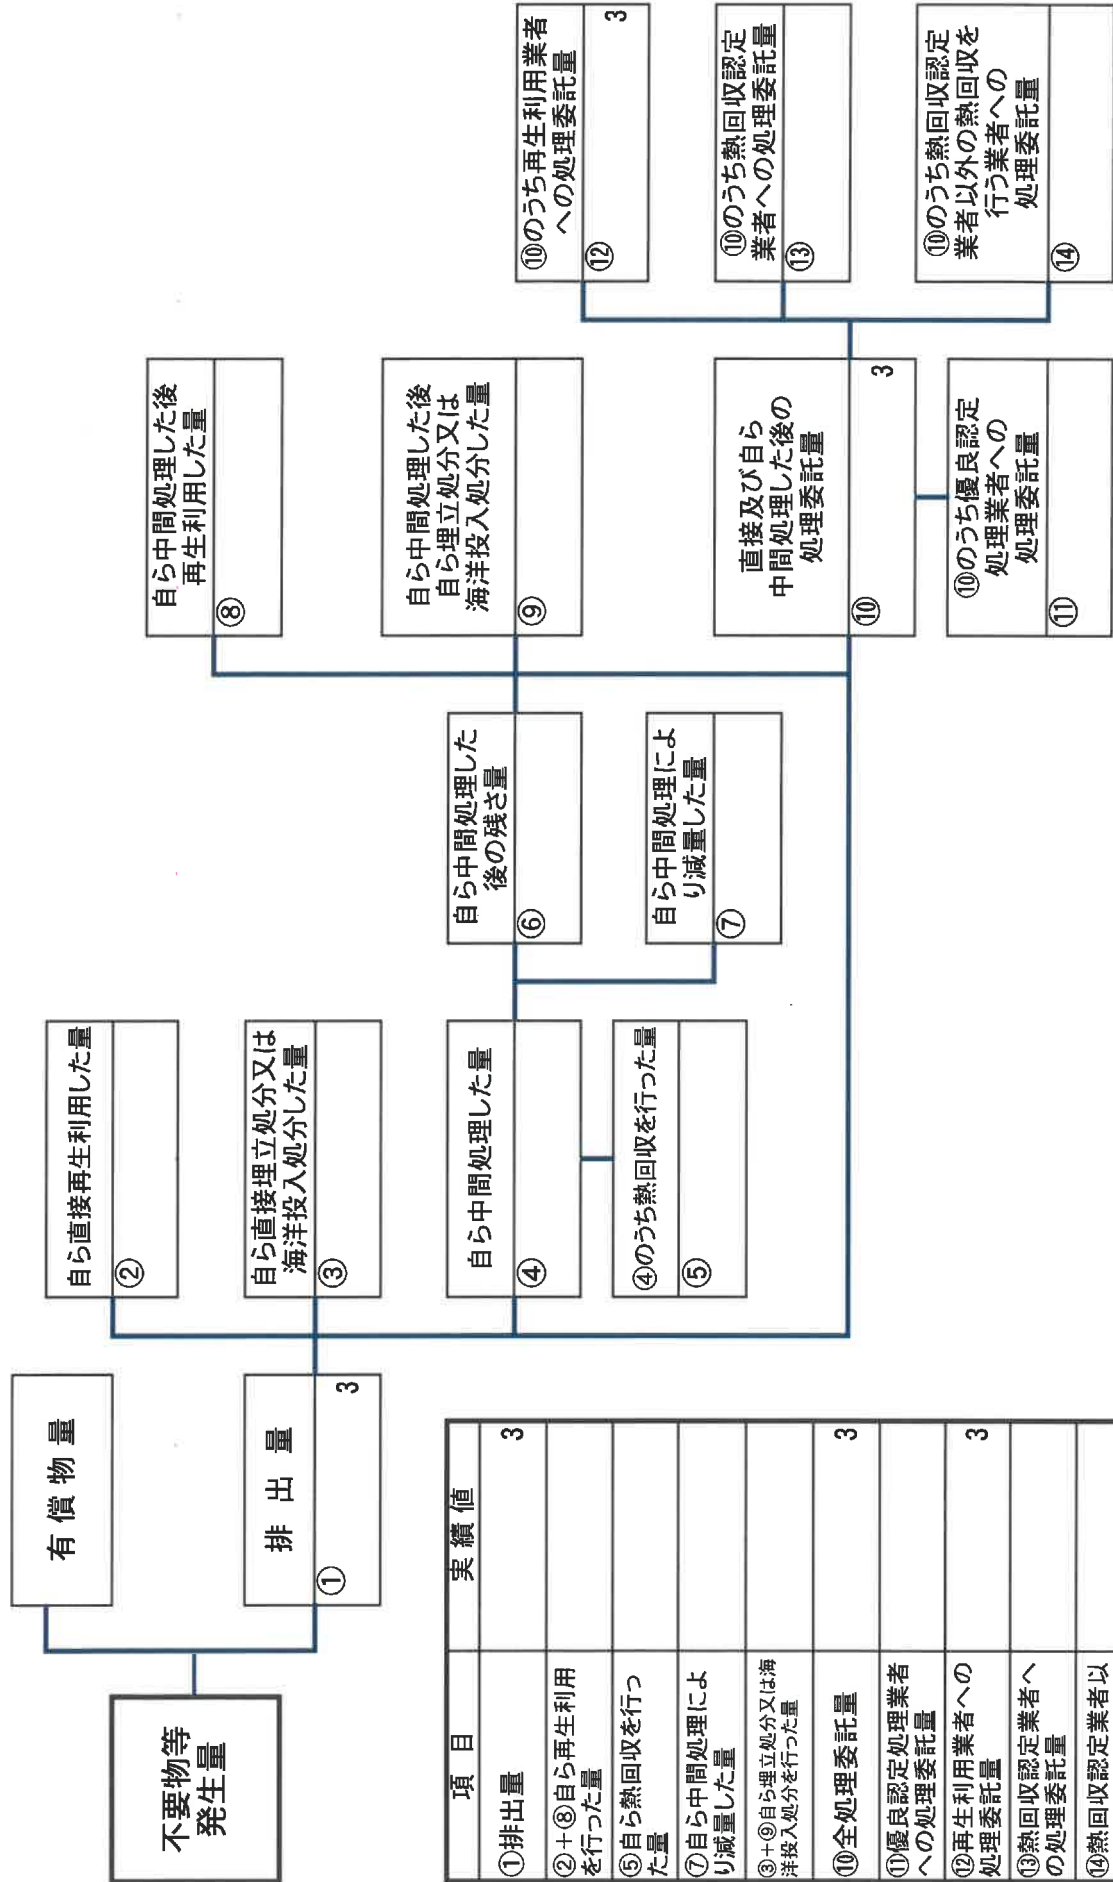 不要物等
発生量
有 償 物 量
排 出 量
①
3
自ら直接再生利用した量
②
自ら直接埋立処分又は
海洋投入処分した量
③
自ら中間処理した量
④
④のうち熱回収を行った量
⑤
自ら中間処理した
後の残さ量
⑥
自ら中間処理によ
り減量した量
⑦
自ら中間処理した後
再生利用した量
⑧
自ら中間処理した後
自ら埋立処分又は
海洋投入処分した量
⑨
直接及び自ら
中間処理した後の
処理委託量
⑩
3
⑩のうち優良認定
処理業者への
処理委託量
⑪
⑩のうち再生利用業者
への処理委託量
⑫
3
⑩のうち熱回収認定
業者への処理委託量
⑬
⑩のうち熱回収認定
業者以外の熱回収を
行う業者への
処理委託量
⑭
項 目
実 績 値
①排出量
3
②+⑧自ら再生利用
を行った量
⑤自ら熱回収を行っ
た量
⑦自ら中間処理によ
り減量した量
③+⑨自ら埋立処分又は海
洋投入処分を行った量
⑩全処理委託量
3
⑪優良認定処理業者
への処理委託量
⑫再生利用業者への
処理委託量
3
⑬熱回収認定業者へ
の処理委託量
⑭熱回収認定業者以